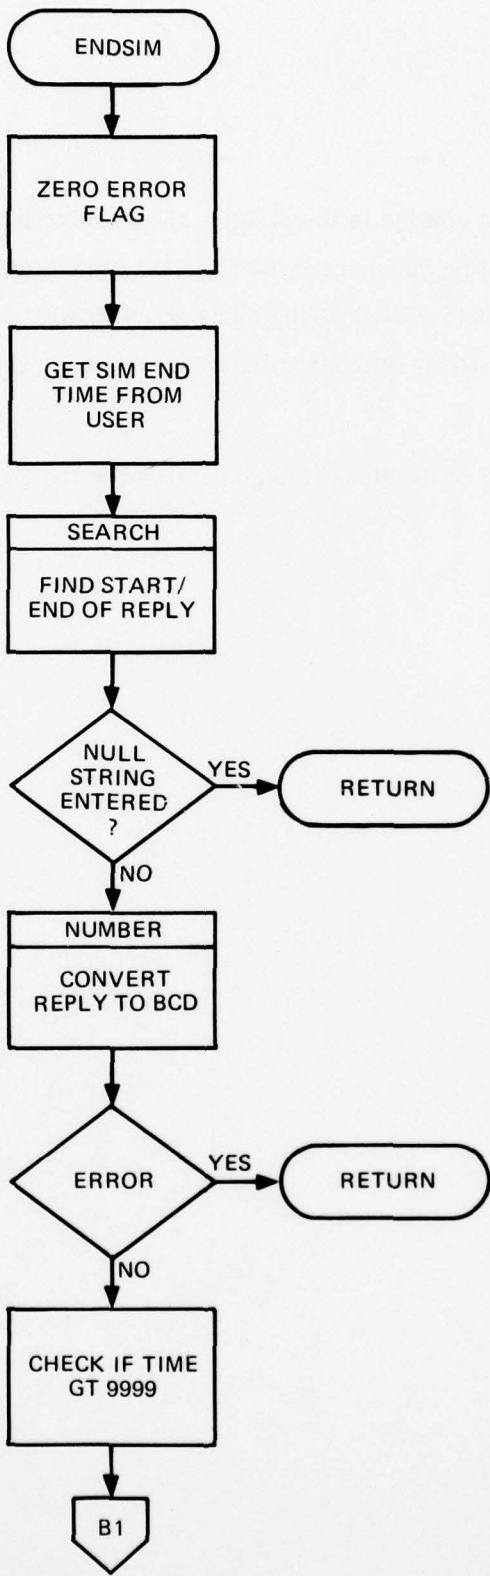 ENDSIM
ZERO ERROR
FLAG
GET SIM END
TIME FROM
USER
SEARCH
FIND START/
END OF REPLY
NULL
STRING
ENTERED
?
YES
RETURN
NO
NUMBER
CONVERT
REPLY TO BCD
ERROR
YES
RETURN
NO
CHECK IF TIME
GT 9999
B1